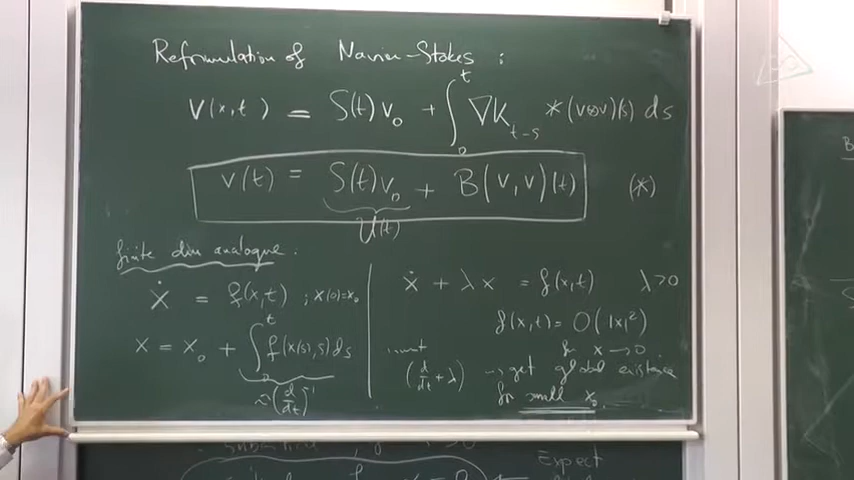 Reformulation of Navier-Stokes :
V(x,t) = S(t)v₀ + ∫₀ᵗ ∇K_{t-s} * (v⊗v)(s) ds
v(t) = S(t)v₀ + B(v,v)(t) (*)
U(t)
finite dim analogue :
ẋ = f(x,t) ; x(0)=x₀
x = x₀ + ∫₀ᵗ f(x(s),s) ds
~ (d/dt)⁻¹
ẋ + λx = f(x,t) λ>0
f(x,t) = O(|x|²)
for x → 0
invert (d/dt + λ) → get global existence
for small x₀
Expect
B